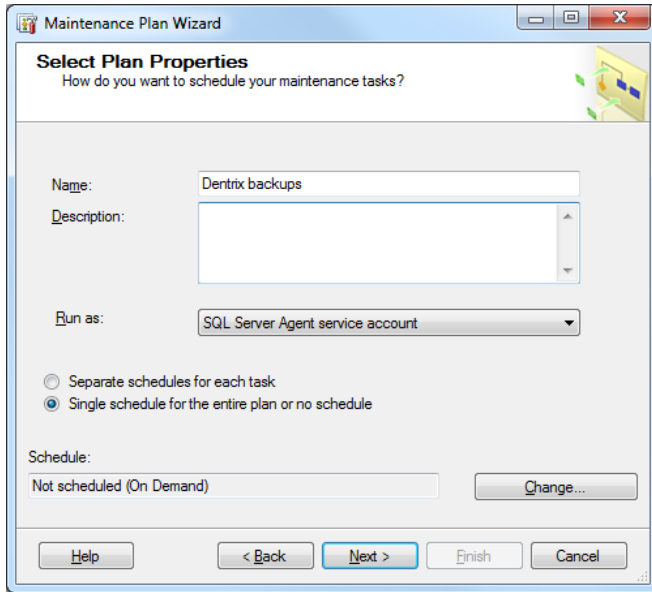 Maintenance Plan Wizard
Select Plan Properties
How do you want to schedule your maintenance tasks?
Name:
Dentrix backups
Description:
Run as:
SQL Server Agent service account
Separate schedules for each task
Single schedule for the entire plan or no schedule
Schedule:
Not scheduled (On Demand)
Change...
Help
< Back
Next >
Finish
Cancel